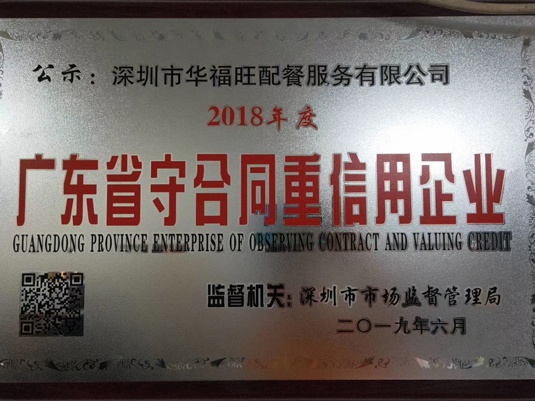 公示：深圳市华福旺配餐服务有限公司
2018年度
广东省守合同重信用企业
GUANGDONG PROVINCE ENTERPRISE OF OBSERVING CONTRACT AND VALUING CREDIT
监督机关：深圳市市场监督管理局
二〇一九年六月